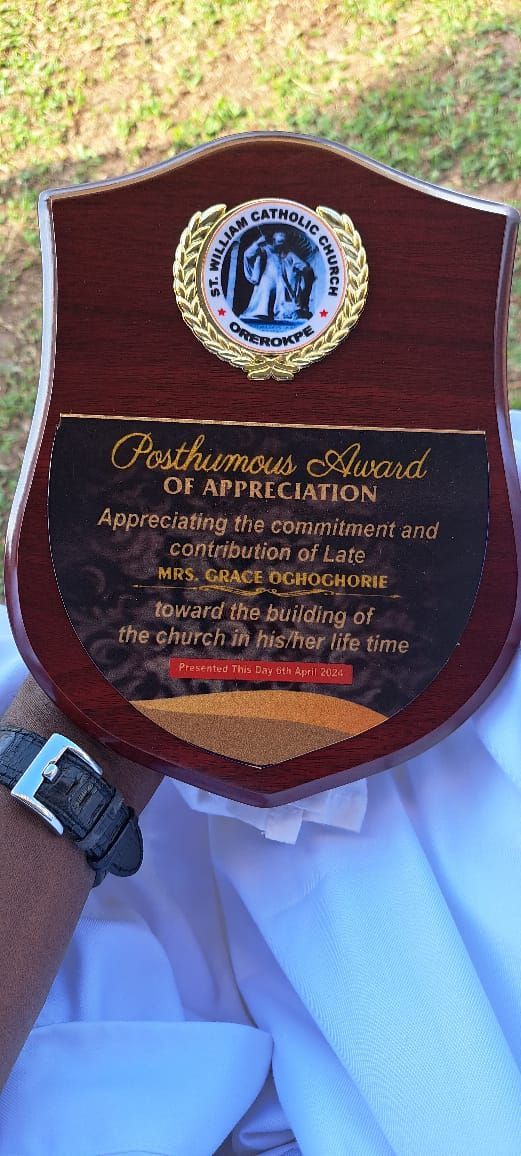 ST. WILLIAM CATHOLIC CHURCH
OREROKPE
Posthumous Award
OF APPRECIATION
Appreciating the commitment and
contribution of Late
MRS. GRACE OGHOGHORIE
toward the building of
the church in his/her life time
Presented This Day 6th April 2024